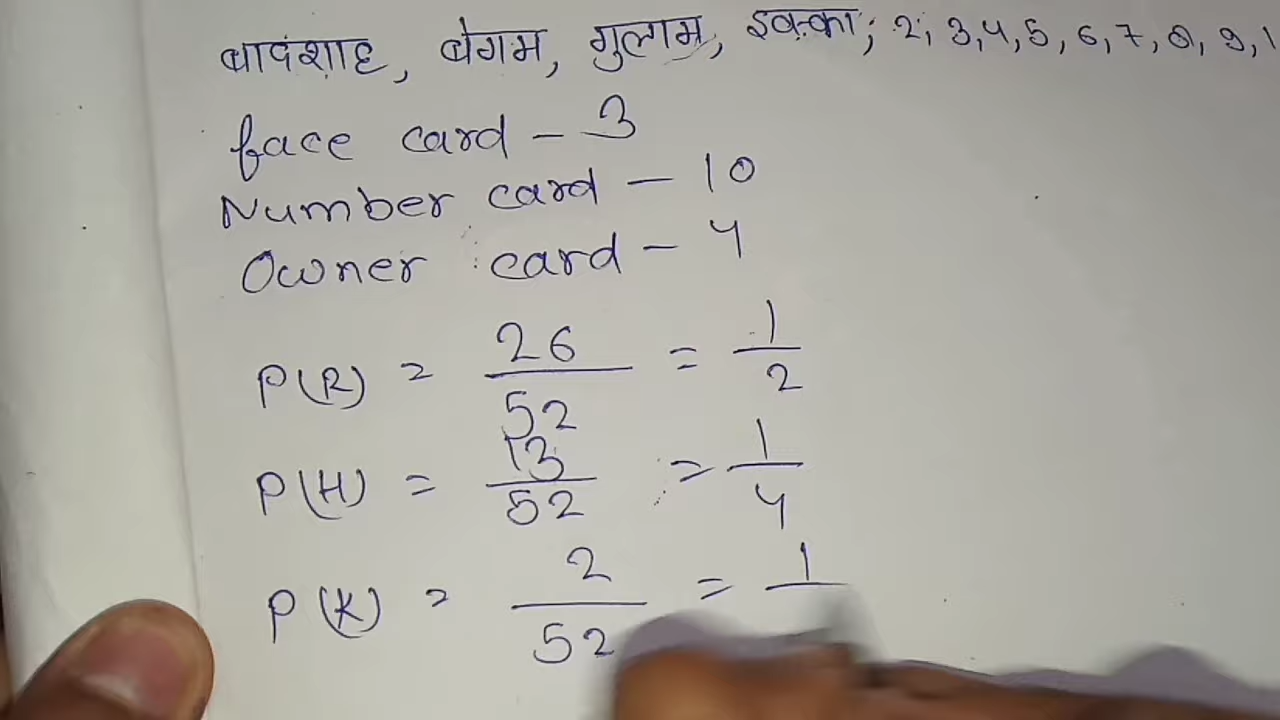 बादशाह, बेगम, गुलाम, इक्का; 2, 3, 4, 5, 6, 7, 8, 9, 1
face card - 3
Number card - 10
Owner card - 4
P(R) = 26/52 = 1/2
P(H) = 13/52 = 1/4
P(K) = 2/52 = 1